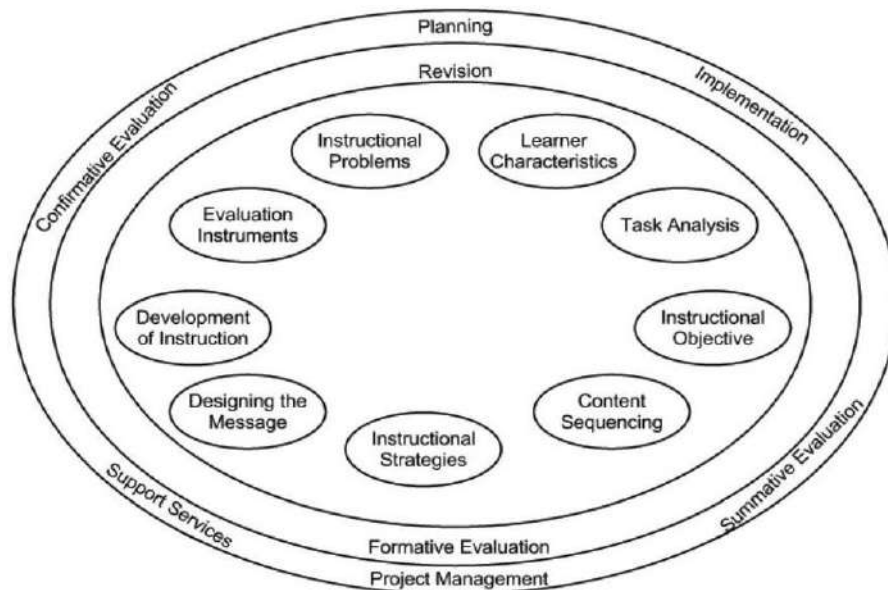 Planning
Implementation
Confirmative Evaluation
Revision
Instructional
Problems
Learner
Characteristics
Evaluation
Instruments
Task Analysis
Development
of Instruction
Instructional
Objective
Designing the
Message
Content
Sequencing
Instructional
Strategies
Support Services
Summative Evaluation
Formative Evaluation
Project Management